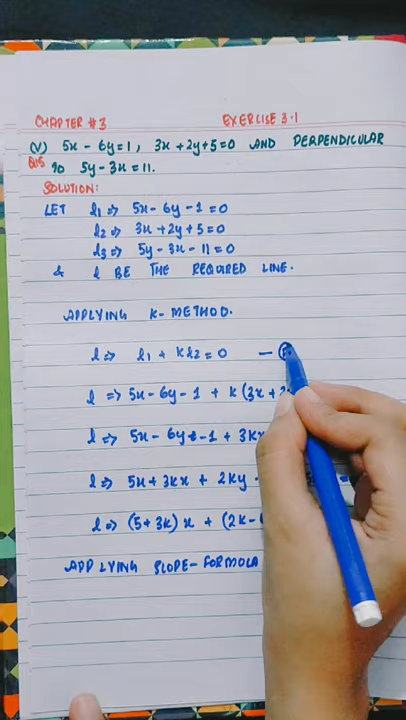 CHAPTER #3 EXERCISE 3.1
(V) 5x - 6y = 1, 3x + 2y + 5 = 0 AND PERPENDICULAR
Q15 TO 5y - 3x = 11.
SOLUTION:
LET l1 => 5x - 6y - 1 = 0
l2 => 3x + 2y + 5 = 0
l3 => 5y - 3x - 11 = 0
& l BE THE REQUIRED LINE.
APPLYING K-METHOD.
l => l1 + kl2 = 0 —
l => 5x - 6y - 1 + k (3x +
l => 5x - 6y - 1 + 3kx
l => 5x + 3kx + 2ky -
l => (5 + 3k) x + (2k -
APPLYING SLOPE-FORMULA